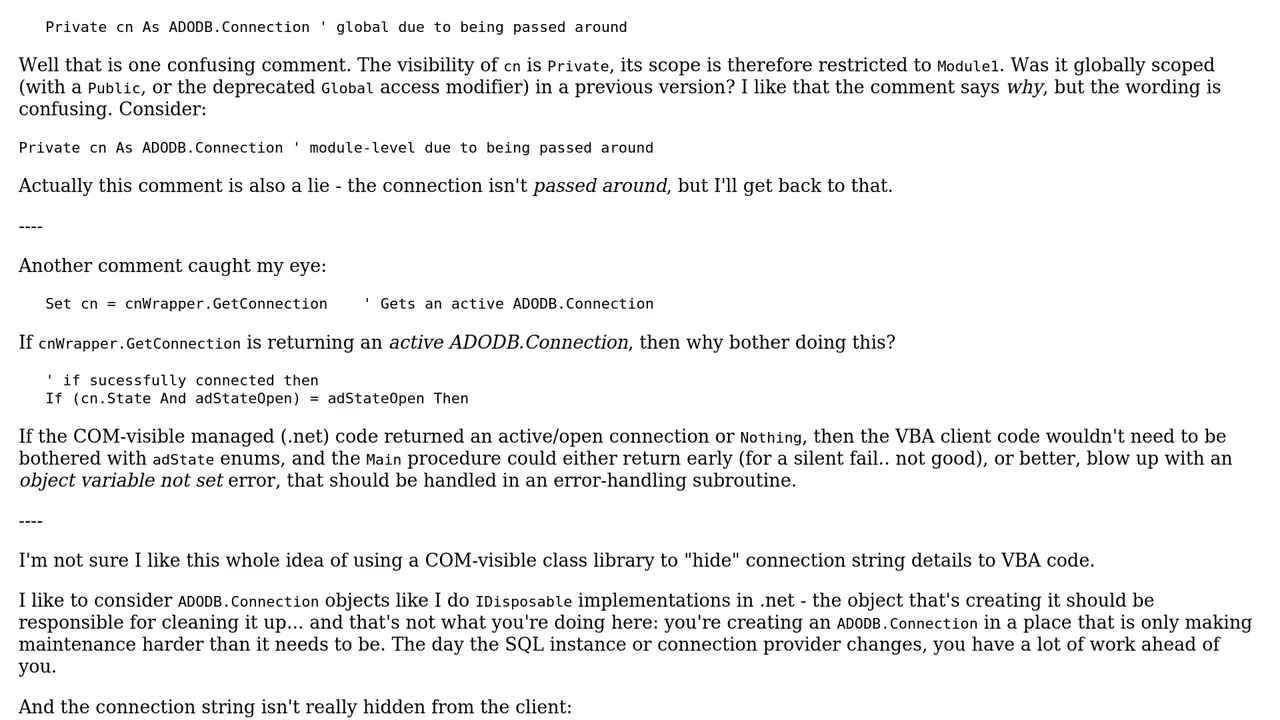 Private cn As ADODB.Connection ' global due to being passed around
Well that is one confusing comment. The visibility of cn is Private, its scope is therefore restricted to Module1. Was it globally scoped
(with a Public, or the deprecated Global access modifier) in a previous version? I like that the comment says why, but the wording is
confusing. Consider:
Private cn As ADODB.Connection ' module-level due to being passed around
Actually this comment is also a lie - the connection isn't passed around, but I'll get back to that.
----
Another comment caught my eye:
Set cn = cnWrapper.GetConnection    ' Gets an active ADODB.Connection
If cnWrapper.GetConnection is returning an active ADODB.Connection, then why bother doing this?
' if sucessfully connected then
If (cn.State And adStateOpen) = adStateOpen Then
If the COM-visible managed (.net) code returned an active/open connection or Nothing, then the VBA client code wouldn't need to be
bothered with adState enums, and the Main procedure could either return early (for a silent fail.. not good), or better, blow up with an
object variable not set error, that should be handled in an error-handling subroutine.
----
I'm not sure I like this whole idea of using a COM-visible class library to "hide" connection string details to VBA code.
I like to consider ADODB.Connection objects like I do IDisposable implementations in .net - the object that's creating it should be
responsible for cleaning it up... and that's not what you're doing here: you're creating an ADODB.Connection in a place that is only making
maintenance harder than it needs to be. The day the SQL instance or connection provider changes, you have a lot of work ahead of
you.
And the connection string isn't really hidden from the client: